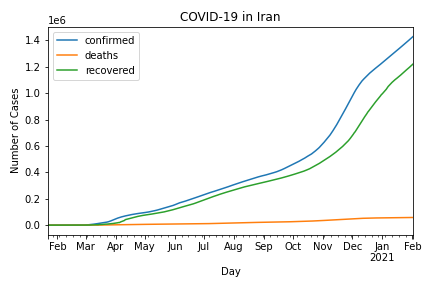 COVID-19 in Iran
1e6
confirmed
deaths
recovered
Number of Cases
1.4
1.2
1.0
0.8
0.6
0.4
0.2
0.0
Feb Mar Apr May Jun Jul Aug Sep Oct Nov Dec Jan Feb
2021
Day